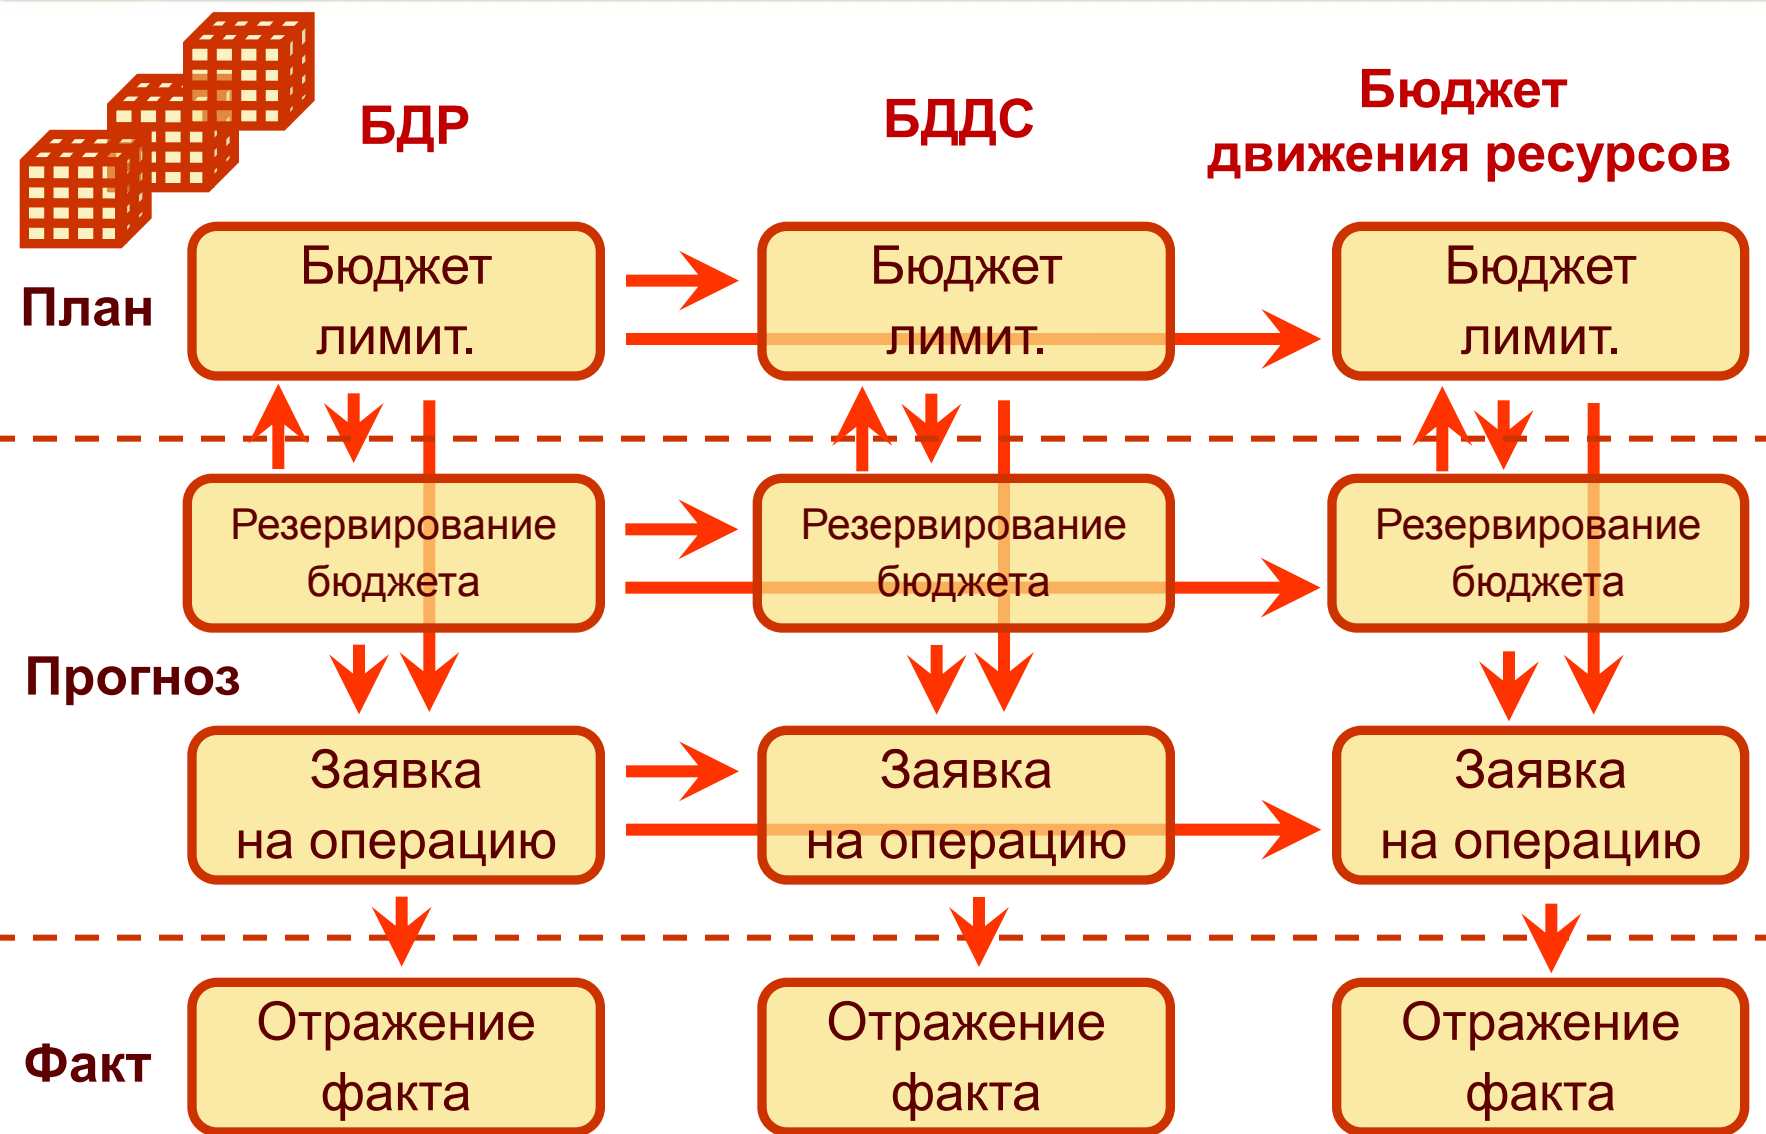 БДР
БДДС
Бюджет
движения ресурсов
План
Бюджет
лимит.
Бюджет
лимит.
Бюджет
лимит.
Прогноз
Резервирование
бюджета
Резервирование
бюджета
Резервирование
бюджета
Заявка
на операцию
Заявка
на операцию
Заявка
на операцию
Факт
Отражение
факта
Отражение
факта
Отражение
факта